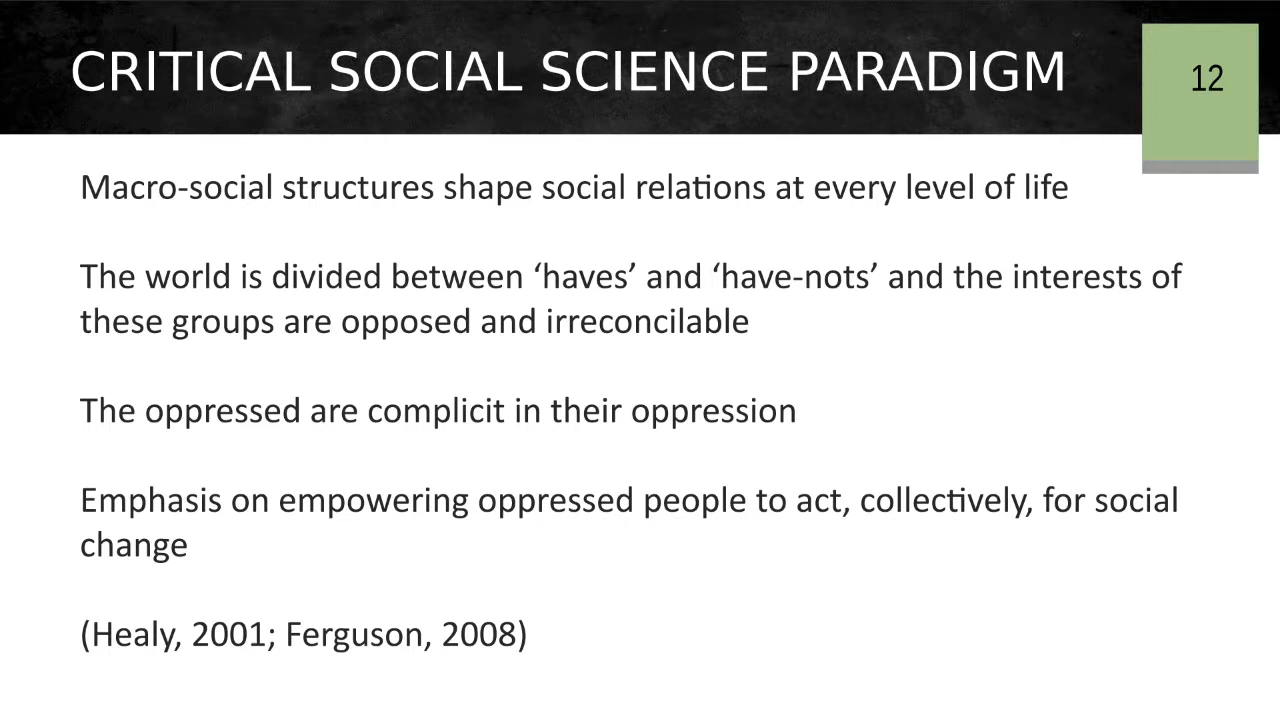 CRITICAL SOCIAL SCIENCE PARADIGM
12
Macro-social structures shape social relations at every level of life
The world is divided between ‘haves’ and ‘have-nots’ and the interests of
these groups are opposed and irreconcilable
The oppressed are complicit in their oppression
Emphasis on empowering oppressed people to act, collectively, for social
change
(Healy, 2001; Ferguson, 2008)